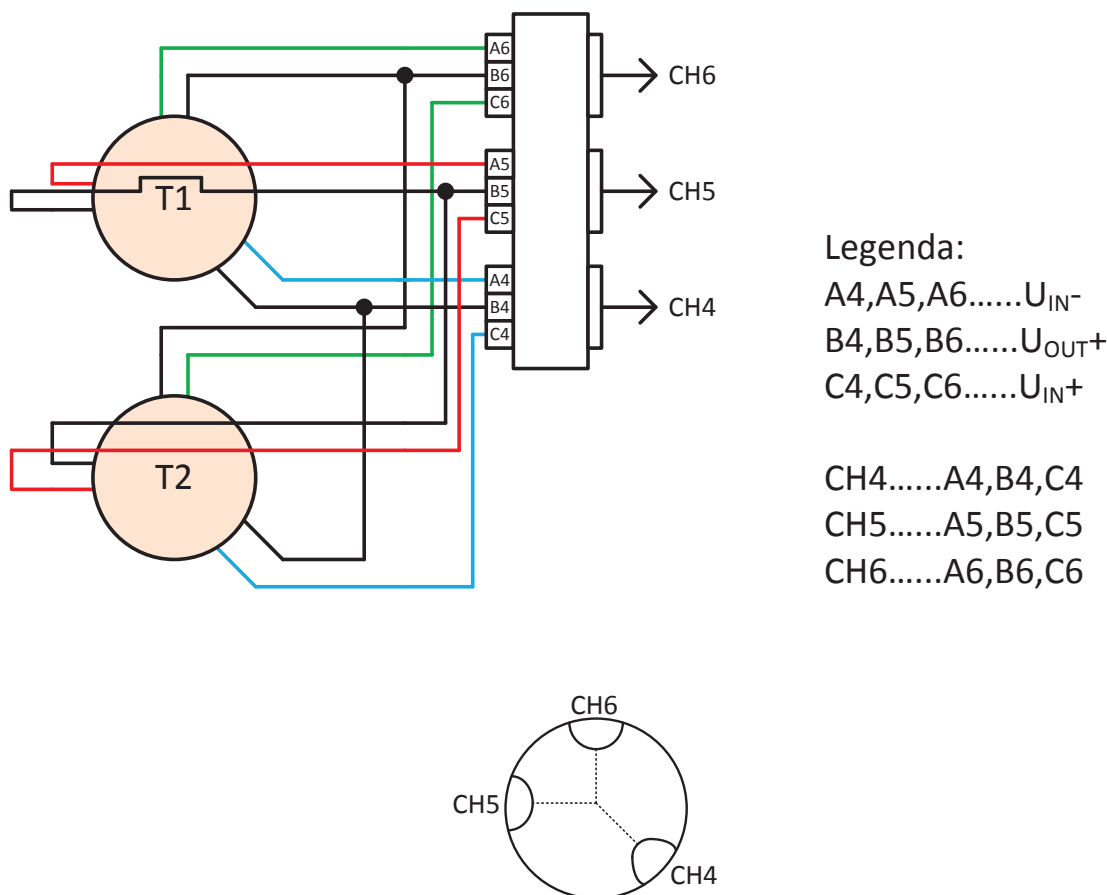 A6
B6
C6
CH6
T1
A5
B5
C5
CH5
A4
B4
C4
CH4
T2
Legenda:
A4,A5,A6......UIN-
B4,B5,B6......UOUT+
C4,C5,C6......UIN+
CH4......A4,B4,C4
CH5......A5,B5,C5
CH6......A6,B6,C6
CH6
CH5
CH4